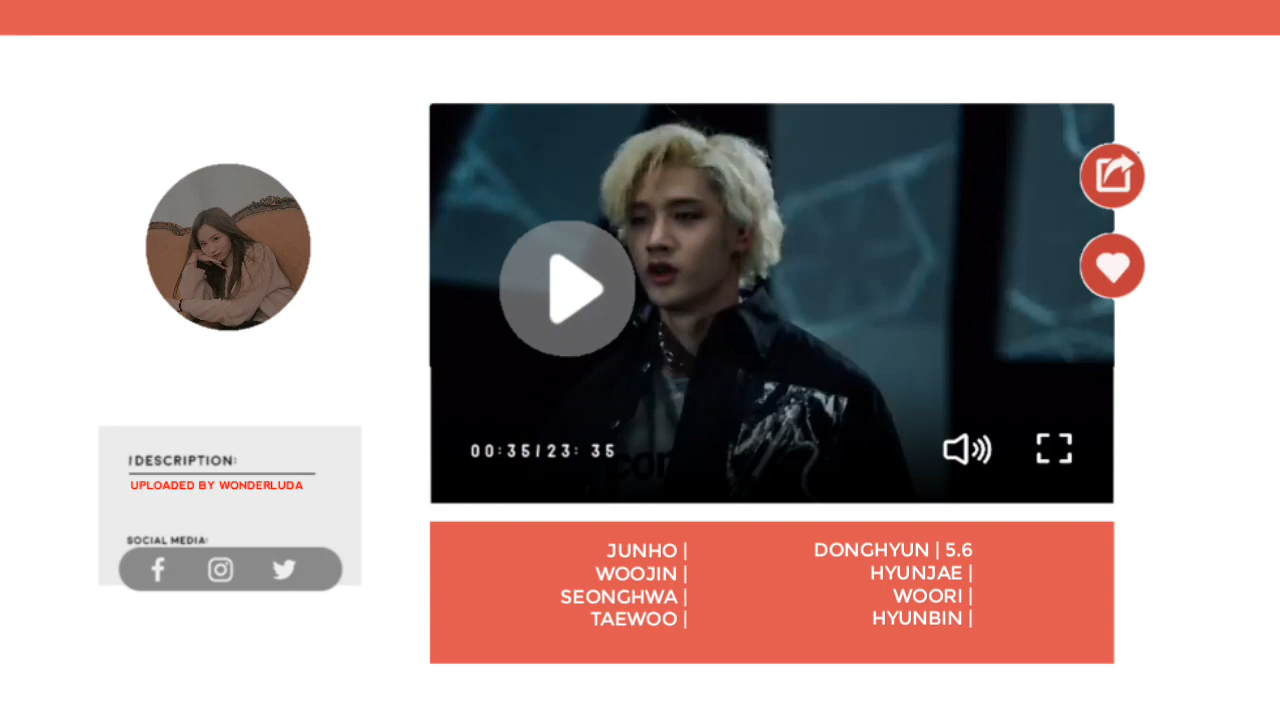 DESCRIPTION:
UPLOADED BY WONDERLUDA
SOCIAL MEDIA:
00:35/23: 35
JUNHO |
WOOJIN |
SEONGHWA |
TAEWOO |
DONGHYUN | 5.6
HYUNJAE |
WOORI |
HYUNBIN |